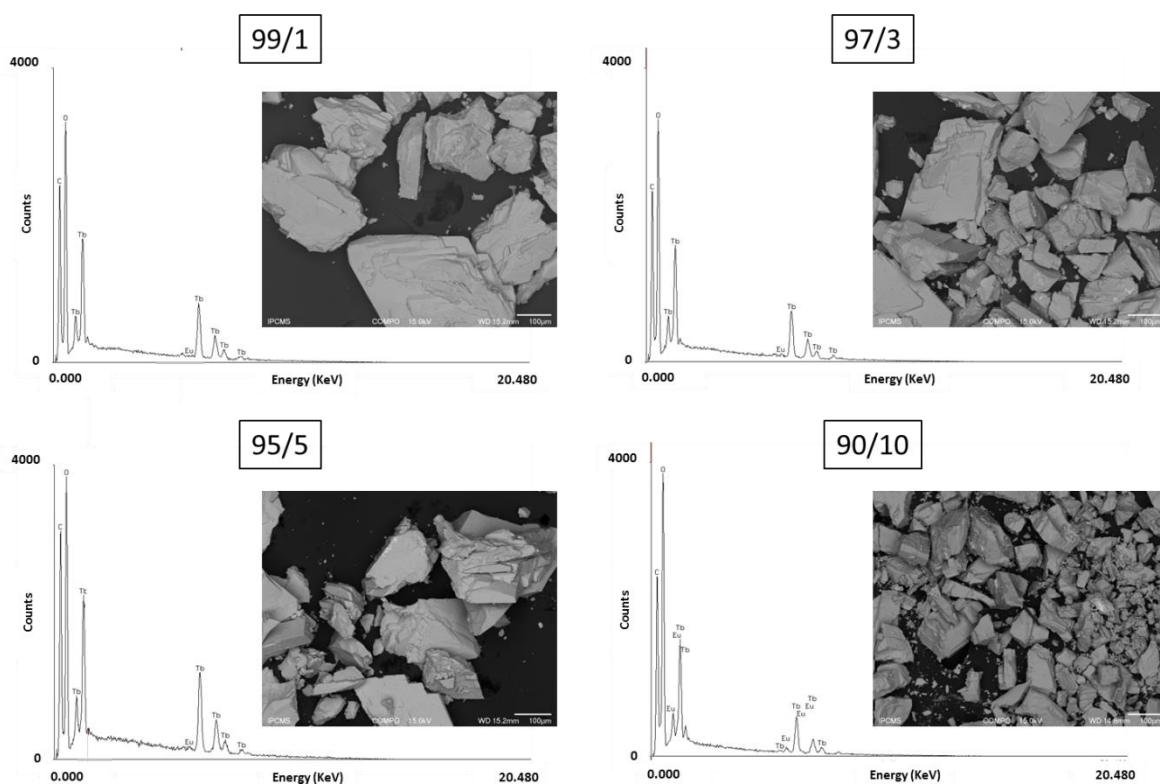 99/1
4000
O
C
Tb
Tb
Tb
Tb
Eu
Tb
Tb
Counts
0
0.000
Energy (KeV)
20.480
IPCMS COMPO 15.0kV WD 15.2mm 100µm
97/3
4000
O
C
Tb
Tb
Tb
Tb
Eu
Tb
Tb
Counts
0
0.000
Energy (KeV)
20.480
IPCMS COMPO 15.0kV WD 15.2mm 100µm
95/5
4000
O
C
Tb
Tb
Tb
Eu
Tb
Tb
Counts
0
0.000
Energy (KeV)
20.480
IPCMS COMPO 15.0kV WD 15.2mm 100µm
90/10
4000
O
C
Tb
Eu
Tb
Eu
Tb
Tb
Eu
Tb
Eu
Eu
Tb
Tb
Counts
0
0.000
Energy (KeV)
20.480
IPCMS COMPO 15.0kV 100µm